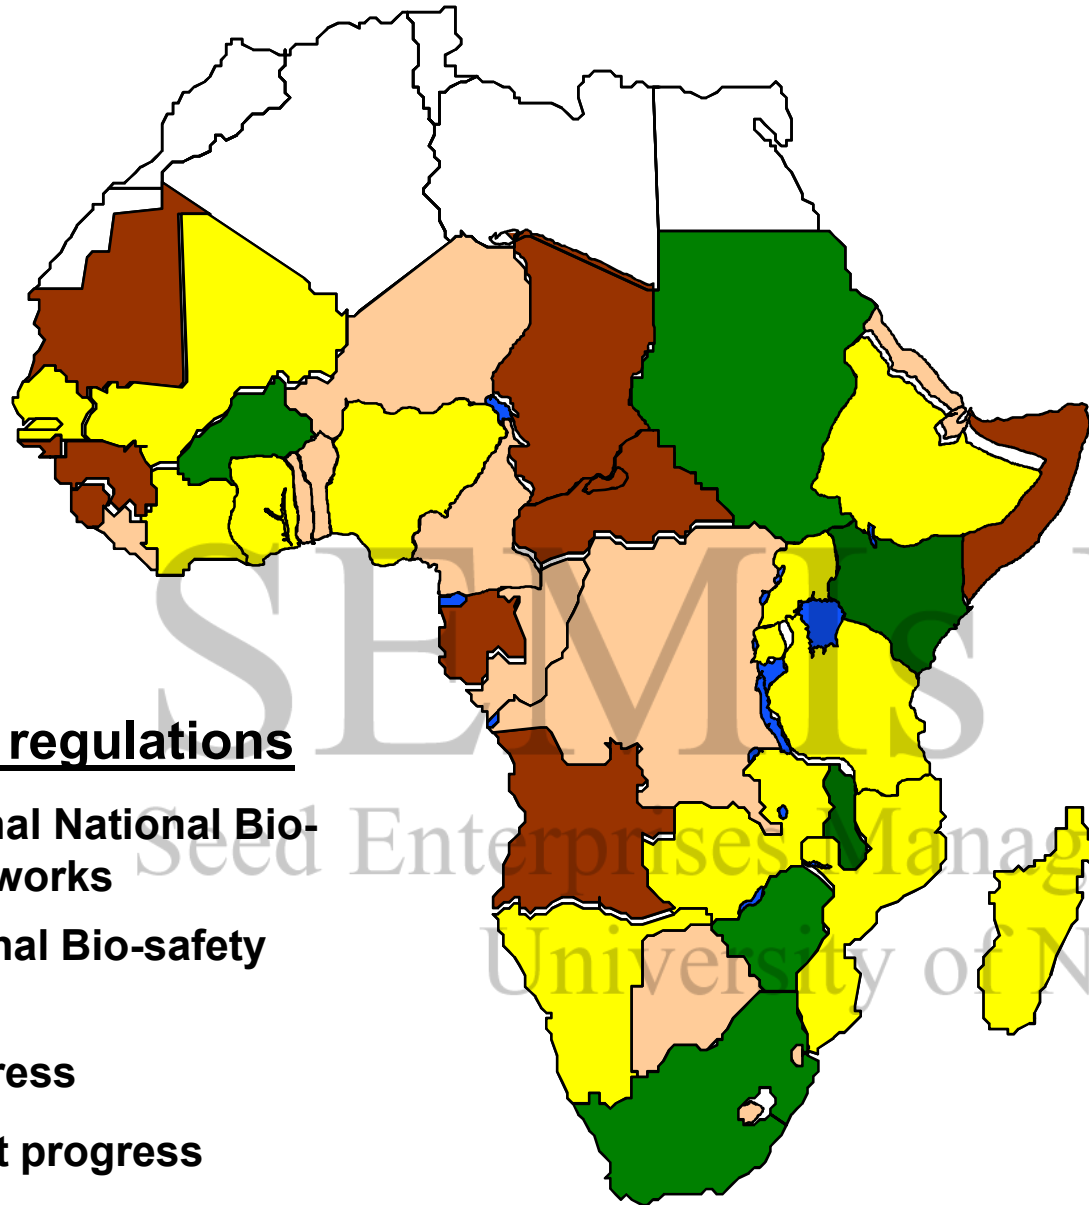 SEMIs
regulations
nal National Bio-
works
Seed Enterprises Manag
nal Bio-safety
University of N
ress
t progress